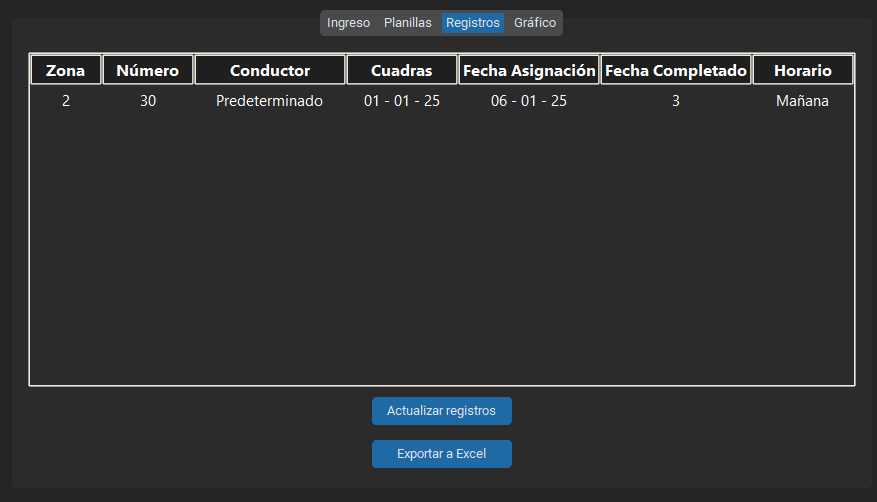 Ingreso Planillas Registros Gráfico
Zona Número Conductor Cuadras Fecha Asignación Fecha Completado Horario
2 30 Predeterminado 01 - 01 - 25 06 - 01 - 25 3 Mañana
Actualizar registros
Exportar a Excel